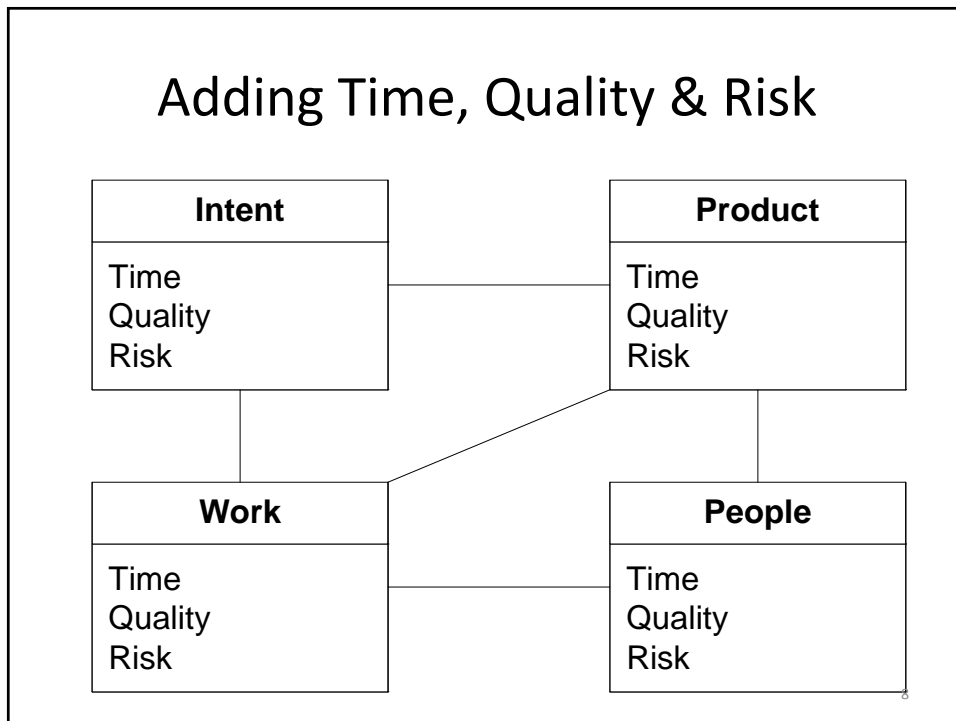 Adding Time, Quality & Risk
Intent
Time
Quality
Risk
Product
Time
Quality
Risk
Work
Time
Quality
Risk
People
Time
Quality
Risk
8